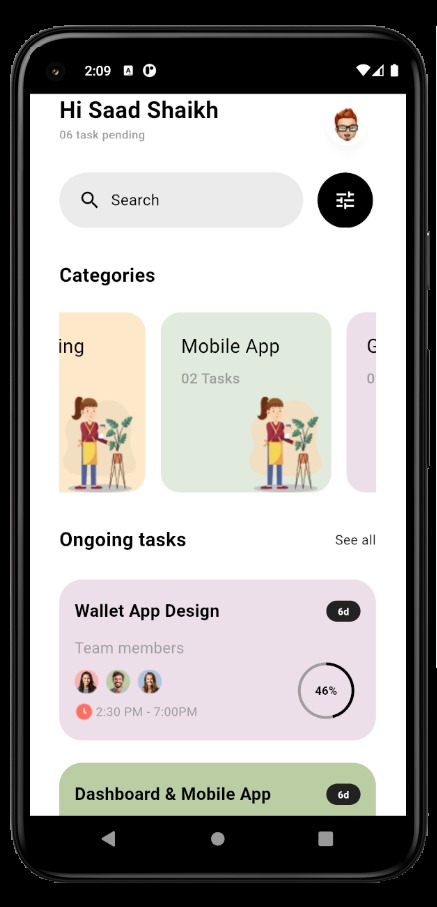 2:09
Hi Saad Shaikh
06 task pending
Search
Categories
ing
Mobile App
02 Tasks
Ongoing tasks
See all
Wallet App Design
6d
Team members
46%
2:30 PM - 7:00PM
Dashboard & Mobile App
6d